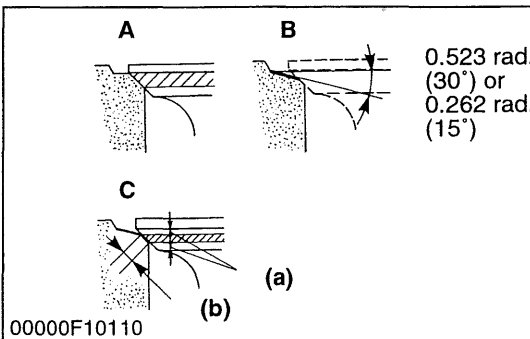 A
B
0.523 rad.
(30°) or
0.262 rad.
(15°)
C
(a)
(b)
00000F10110